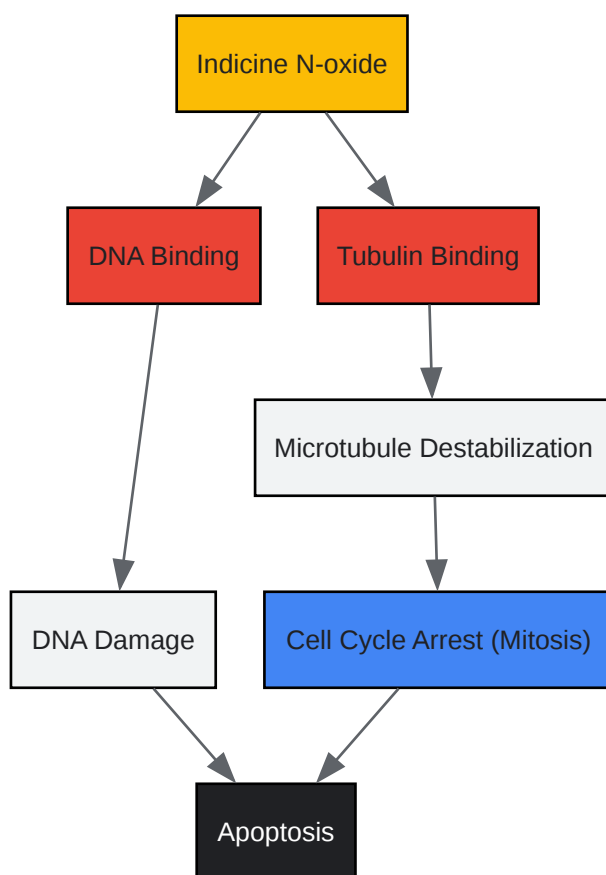 Indicine N-oxide
DNA Binding
Tubulin Binding
Microtubule Destabilization
DNA Damage
Cell Cycle Arrest (Mitosis)
Apoptosis